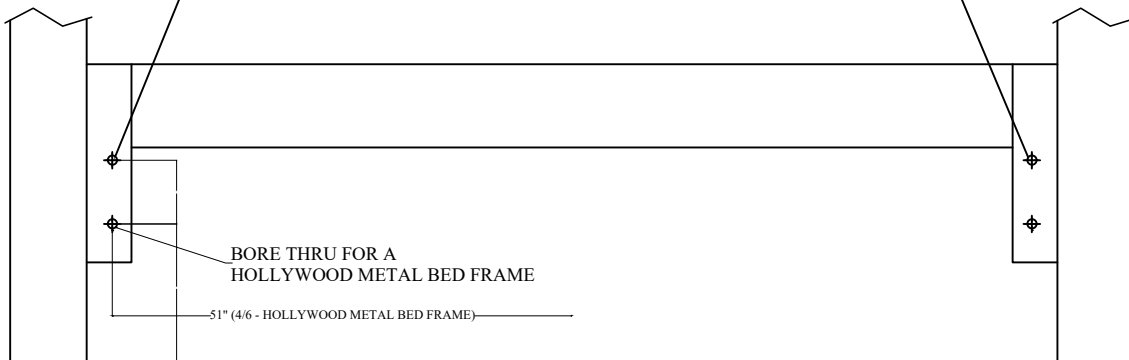 BORE THRU FOR A
HOLLYWOOD METAL BED FRAME
51" (4/6 - HOLLYWOOD METAL BED FRAME)